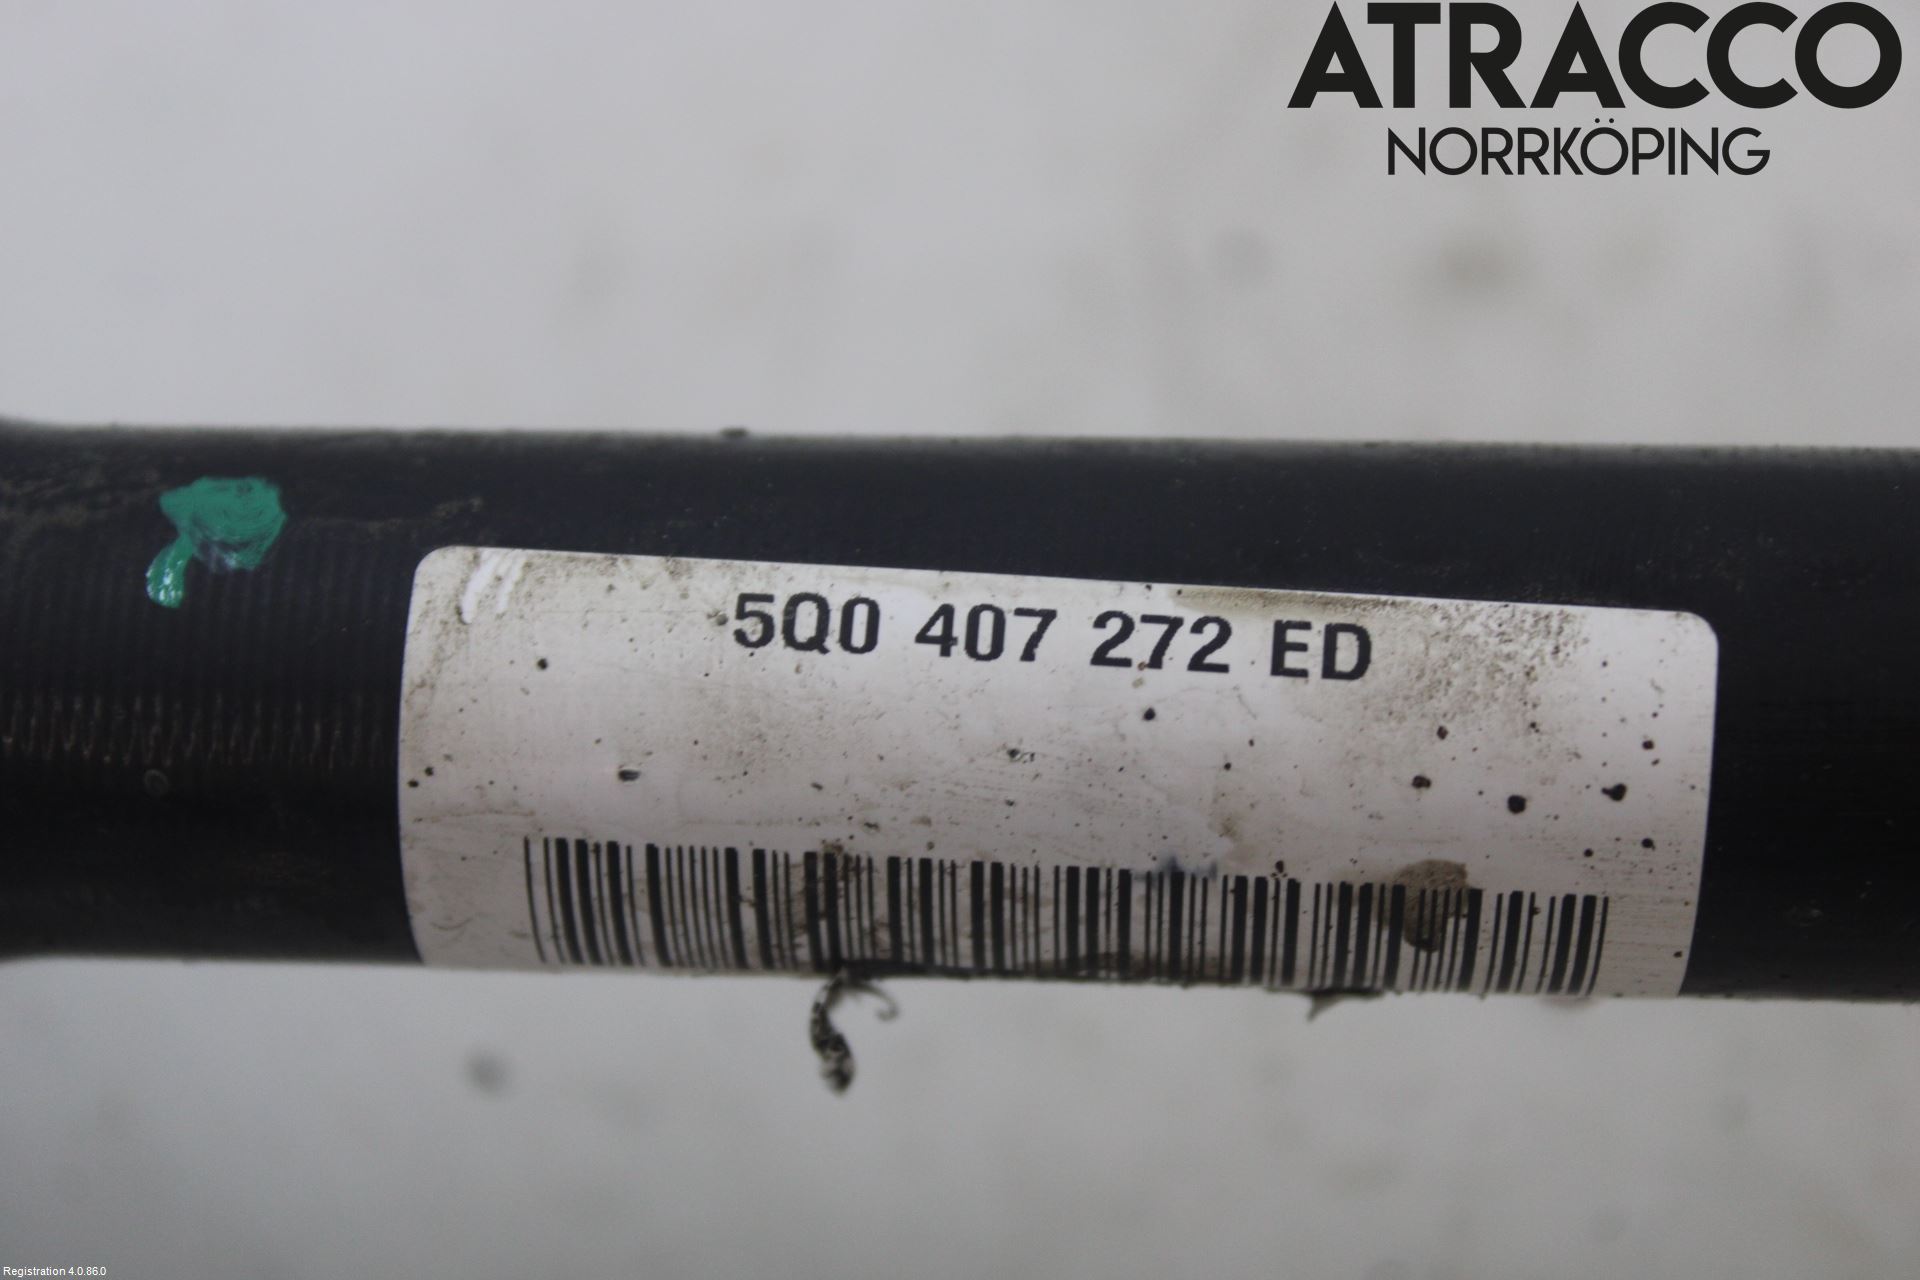 ATRACCO
NORRKÖPING
5Q0 407 272 ED
Registration 4.0.86.0